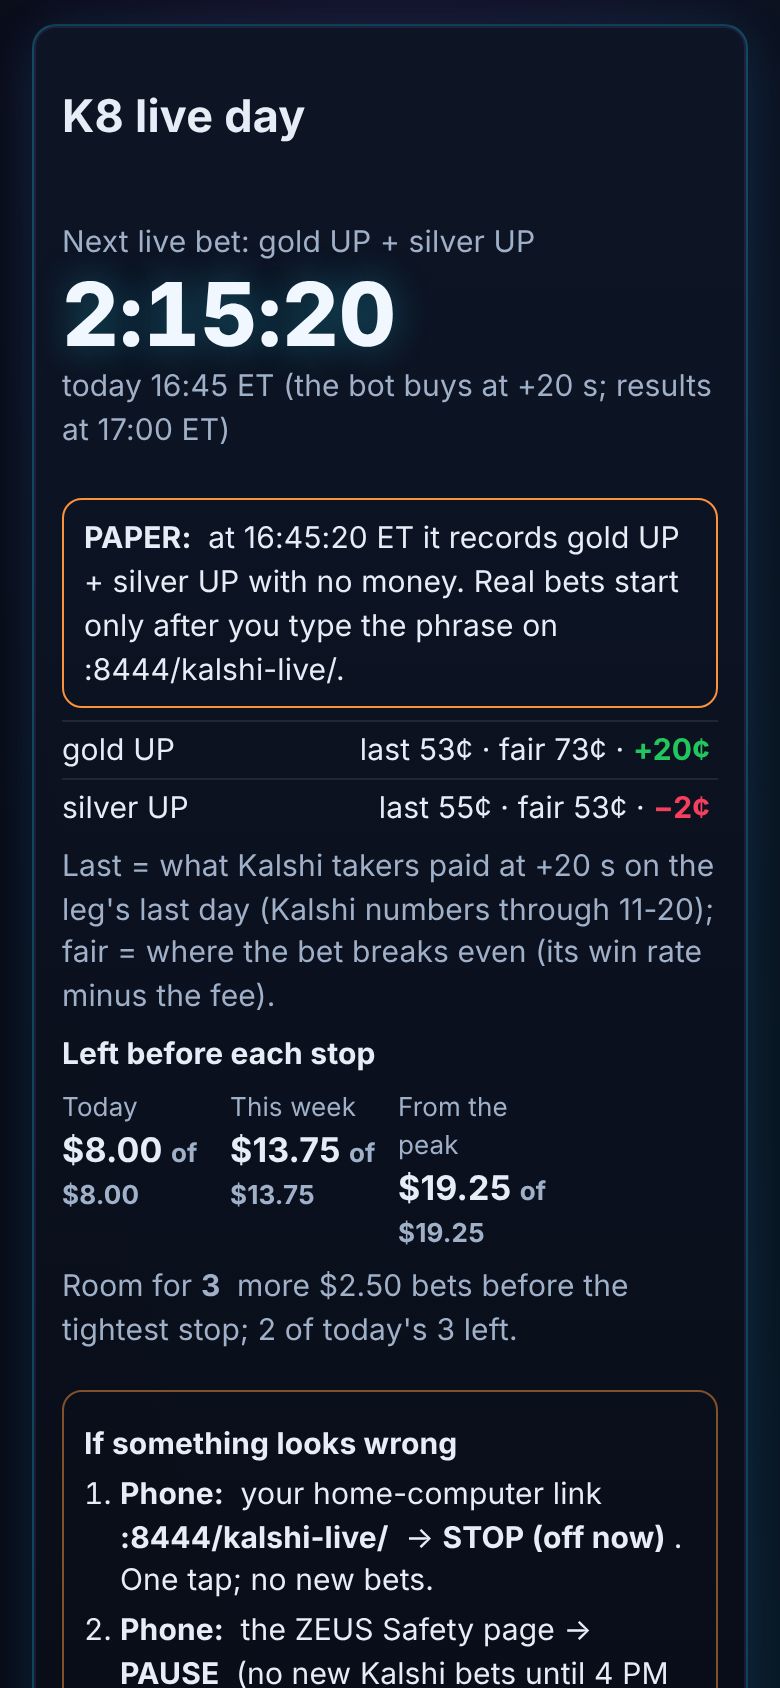 K8 live day
Next live bet: gold UP + silver UP
2:15:20
today 16:45 ET (the bot buys at +20 s; results
at 17:00 ET)
PAPER: at 16:45:20 ET it records gold UP
+ silver UP with no money. Real bets start
only after you type the phrase on
:8444/kalshi-live/.
gold UP last 53¢ · fair 73¢ · +20¢
silver UP last 55¢ · fair 53¢ · −2¢
Last = what Kalshi takers paid at +20 s on the
leg's last day (Kalshi numbers through 11-20);
fair = where the bet breaks even (its win rate
minus the fee).
Left before each stop
Today
$8.00 of
$8.00
This week
$13.75 of
$13.75
From the
peak
$19.25 of
$19.25
Room for 3 more $2.50 bets before the
tightest stop; 2 of today's 3 left.
If something looks wrong
1. Phone: your home-computer link
:8444/kalshi-live/ → STOP (off now) .
One tap; no new bets.
2. Phone: the ZEUS Safety page →
PAUSE (no new Kalshi bets until 4 PM